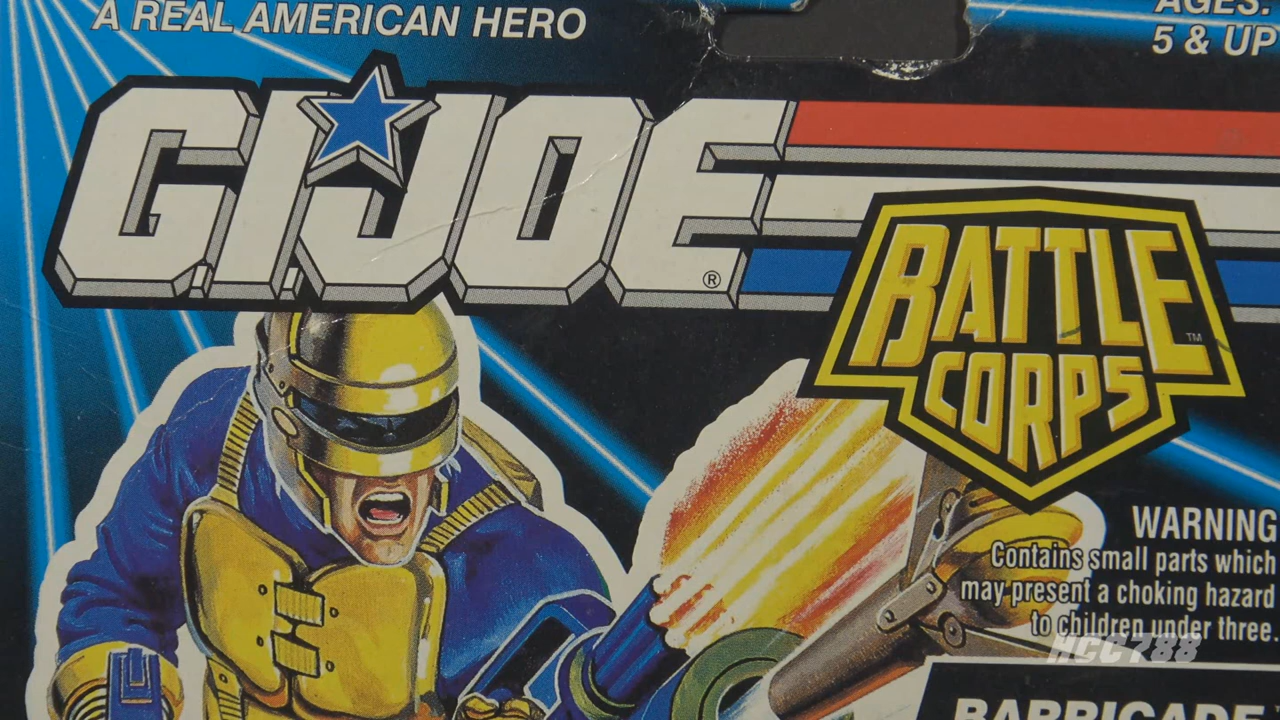 A REAL AMERICAN HERO
AGES:
5 & UP
G.I. JOE
®
BATTLE
CORPS
TM
WARNING
Contains small parts which
may present a choking hazard
to children under three.
HCC788
BARRICADE